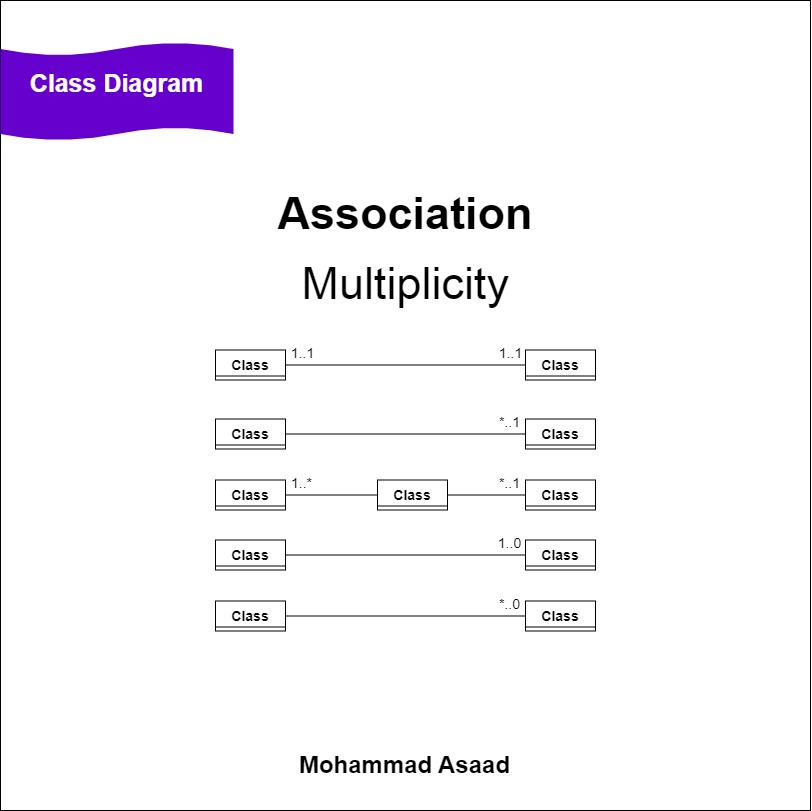 Class Diagram
Association
Multiplicity
Class 1..1 1..1 Class
Class *..1 Class
Class 1..* Class *..1 Class
Class 1..0 Class
Class *..0 Class
Mohammad Asaad